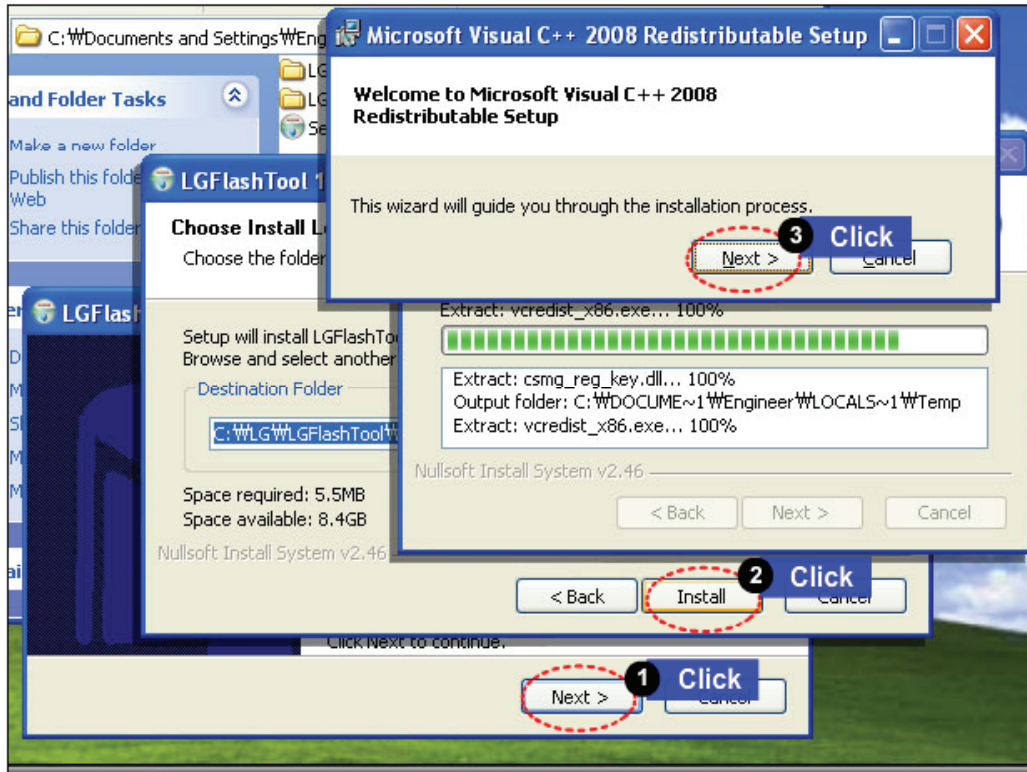 C:₩Documents and Settings₩Eng
Microsoft Visual C++ 2008 Redistributable Setup
Welcome to Microsoft Visual C++ 2008
Redistributable Setup
This wizard will guide you through the installation process.
3 Click
Next >
Cancel
and Folder Tasks
Make a new folder
Publish this folde
Web
Share this folder
LG
LG
Se
LGFlashTool 1
Choose Install L
Choose the folder
Setup will install LGFlashToo
Browse and select another
Destination Folder
C:₩LG₩LGFlashTool₩
Space required: 5.5MB
Space available: 8.4GB
Nullsoft Install System v2.46
Extract: vcredist_x86.exe... 100%
Extract: csmg_reg_key.dll... 100%
Output folder: C:₩DOCUME~1₩Engineer₩LOCALS~1₩Temp
Extract: vcredist_x86.exe... 100%
Nullsoft Install System v2.46
< Back
Next >
Cancel
2 Click
< Back
Install
Cancel
LGFlas
Click Next to continue.
1 Click
Next >
Cancel